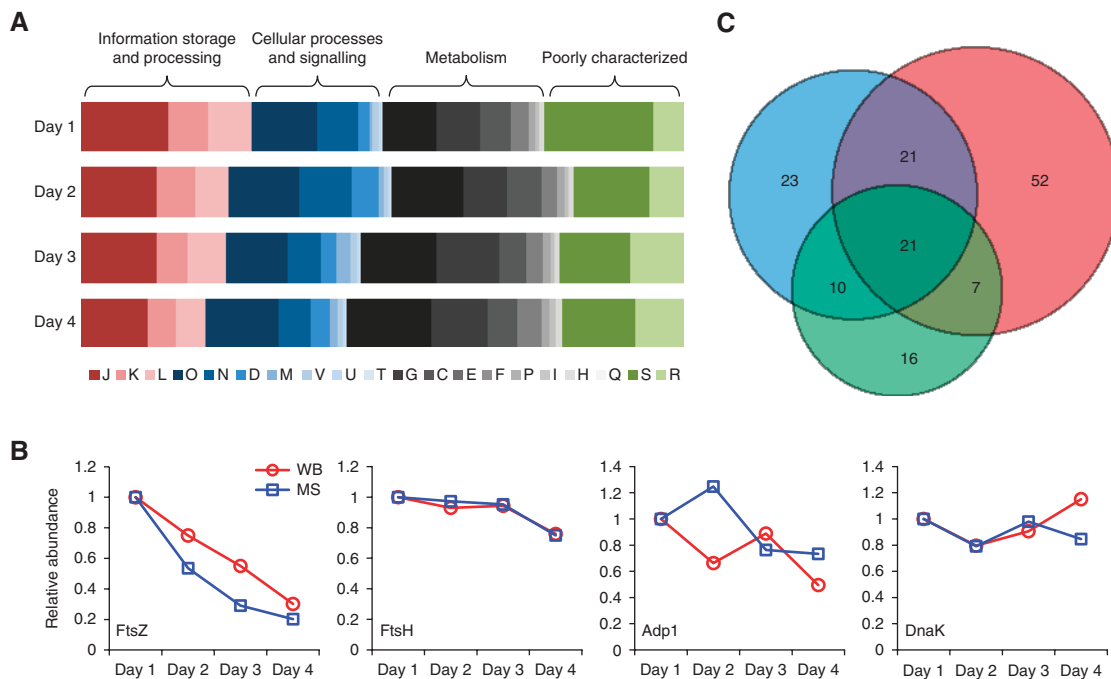 A
Information storage
and processing
Cellular processes
and signalling
Metabolism
Poorly characterized
Day 1
Day 2
Day 3
Day 4
J K L O N D M V U T G C E F P I H Q S R
C
23
21
52
21
10
7
16
B
Relative abundance
1.2
1
0.8
0.6
0.4
0.2
0
FtsZ
WB
MS
Day 1 Day 2 Day 3 Day 4
1.2
1
0.8
0.6
0.4
0.2
0
FtsH
Day 1 Day 2 Day 3 Day 4
1.4
1.2
1
0.8
0.6
0.4
0.2
0
Adp1
Day 1 Day 2 Day 3 Day 4
1.4
1.2
1.0
0.8
0.6
0.4
0.2
0
DnaK
Day 1 Day 2 Day 3 Day 4